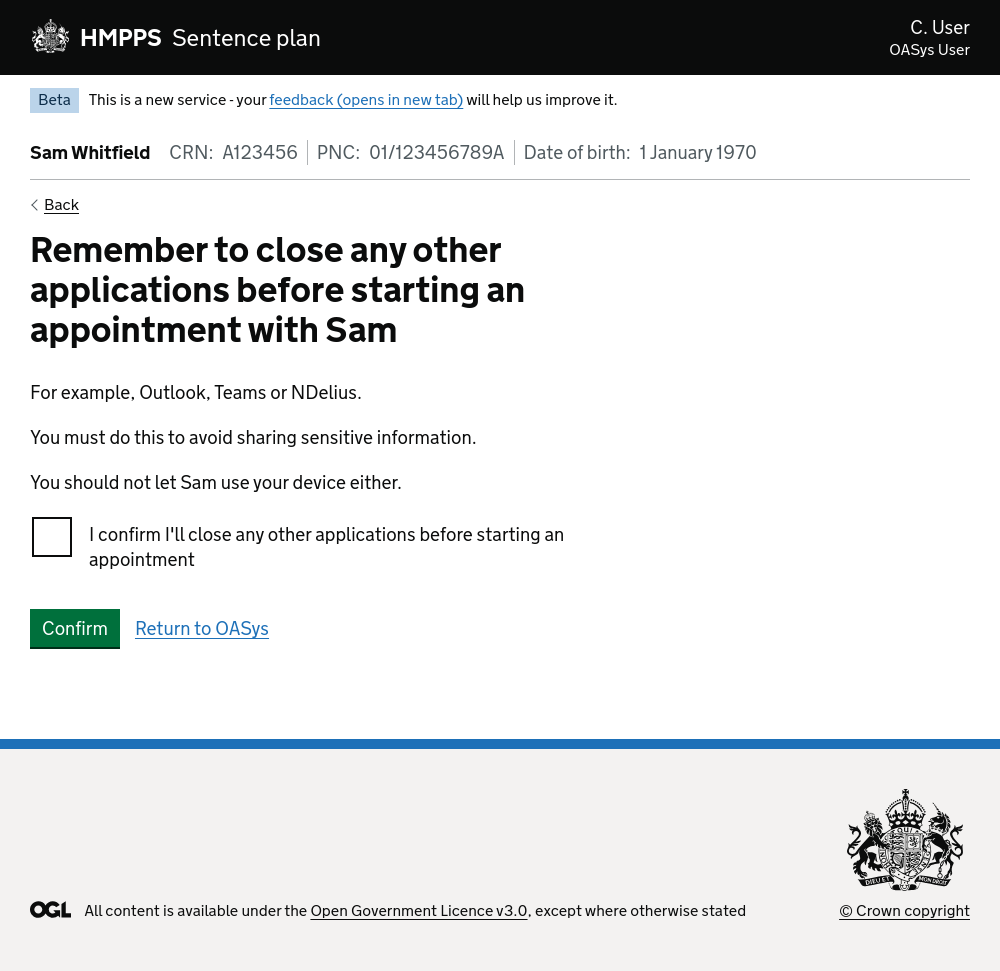 HMPPS Sentence plan
C. User
OASys User
Beta This is a new service - your feedback (opens in new tab) will help us improve it.
Sam Whitfield CRN: A123456 PNC: 01/123456789A Date of birth: 1 January 1970
Back
Remember to close any other
applications before starting an
appointment with Sam
For example, Outlook, Teams or NDelius.
You must do this to avoid sharing sensitive information.
You should not let Sam use your device either.
I confirm I'll close any other applications before starting an
appointment
Confirm Return to OASys
OGL All content is available under the Open Government Licence v3.0, except where otherwise stated
© Crown copyright